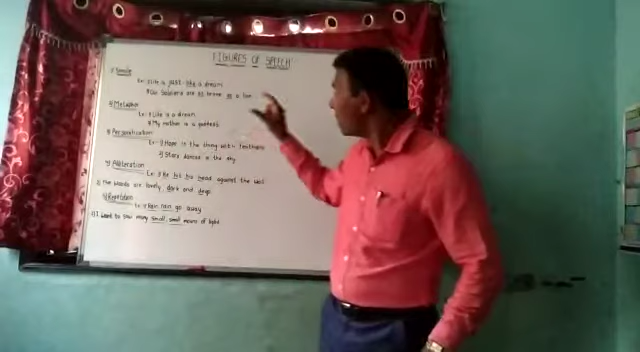 FIGURES OF SPEECH
1) Simile
Ex: 1) Life is just like a dream
2) Our Soldiers are as brave as a lion
2) Metaphor
Ex: 1) Life is a dream
2) My mother is a goddess
3) Personification
Ex: 1) Hope is the thing with feathers
2) Stars dance in the sky
4) Alliteration
Ex: 1) He hit his head against the wall
2) The woods are lovely, dark and deep
5) Repetition
Ex: 1) Rain rain go away
2) I want to sow many small, small moons of light